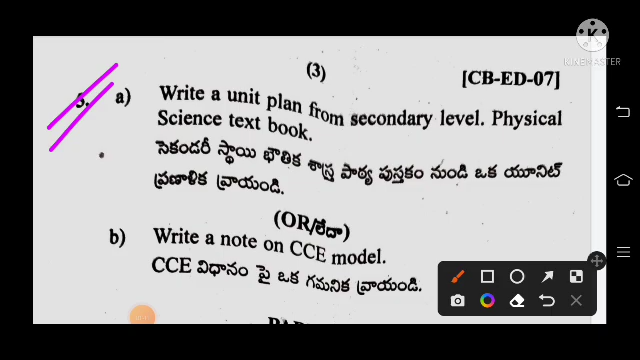 KINEMASTER
(3)
[CB-ED-07]
5. a) Write a unit plan from secondary level. Physical
Science text book.
సెకండరీ స్థాయి భౌతిక శాస్త్ర పాఠ్య పుస్తకం నుండి ఒక యూనిట్
ప్రణాళిక వ్రాయండి.
(OR/లేదా)
b) Write a note on CCE model.
CCE విధానం పై ఒక గమనిక వ్రాయండి.